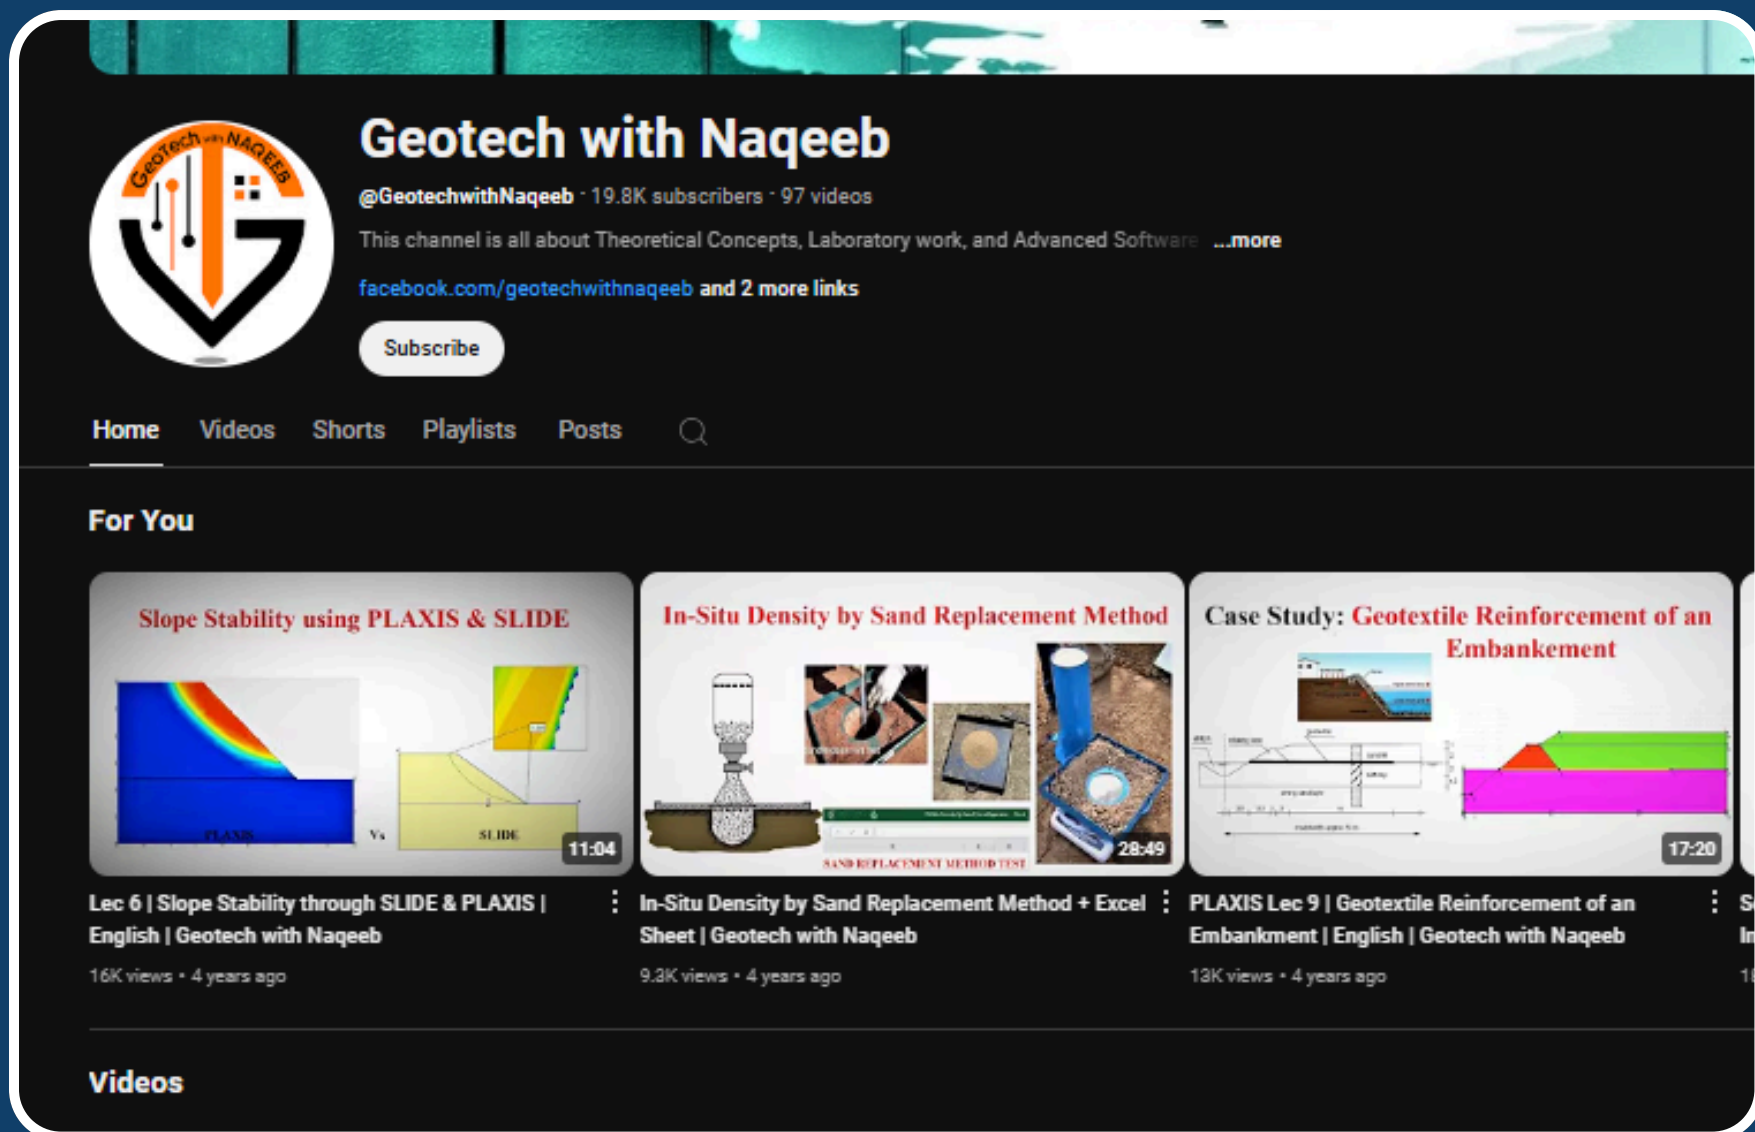 GeoTech with NAQEEB
Geotech with Naqeeb
@GeotechwithNaqeeb · 19.8K subscribers · 97 videos
This channel is all about Theoretical Concepts, Laboratory work, and Advanced Software ...more
facebook.com/geotechwithnaqeeb and 2 more links
Subscribe
Home Videos Shorts Playlists Posts
For You
Slope Stability using PLAXIS & SLIDE
PLAXIS Vs SLIDE
11:04
In-Situ Density by Sand Replacement Method
SAND REPLACEMENT METHOD TEST
28:49
Case Study: Geotextile Reinforcement of an
Embankement
17:20
Lec 6 | Slope Stability through SLIDE & PLAXIS |
English | Geotech with Naqeeb
16K views • 4 years ago
In-Situ Density by Sand Replacement Method + Excel
Sheet | Geotech with Naqeeb
9.3K views • 4 years ago
PLAXIS Lec 9 | Geotextile Reinforcement of an
Embankment | English | Geotech with Naqeeb
13K views • 4 years ago
Videos